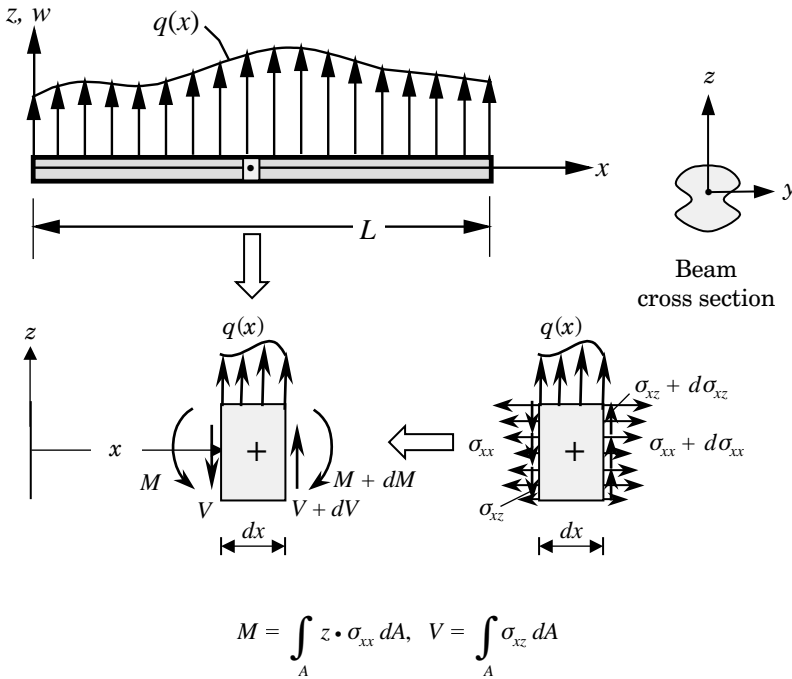 z, w
q(x)
x
L
z
y
Beam
cross section
z
x
q(x)
M
V
M + dM
V + dV
dx
q(x)
σxz + dσxz
σxx
σxx + dσxx
σxz
dx
M = ∫A z • σxx dA, V = ∫A σxz dA